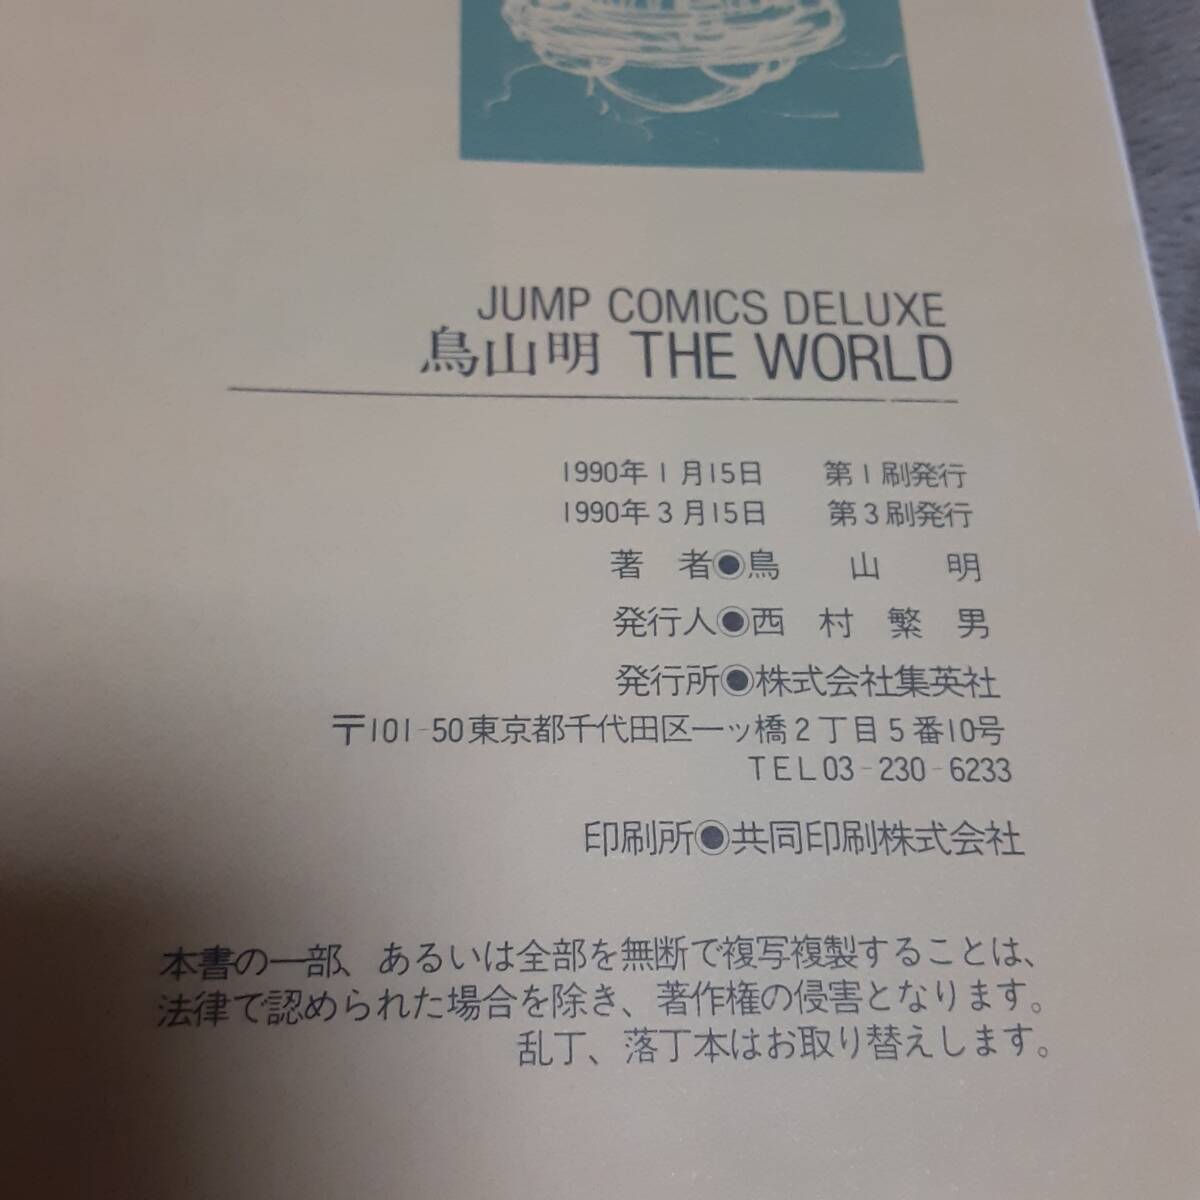 JUMP COMICS DELUXE
鳥山明 THE WORLD
1990年1月15日 第1刷発行
1990年3月15日 第3刷発行
著 者◉鳥 山 明
発行人◉西 村 繁 男
発行所◉株式会社集英社
〒101-50東京都千代田区一ッ橋2丁目5番10号
TEL03-230-6233
印刷所◉共同印刷株式会社
本書の一部、あるいは全部を無断で複写複製することは、
法律で認められた場合を除き、著作権の侵害となります。
乱丁、落丁本はお取り替えします。